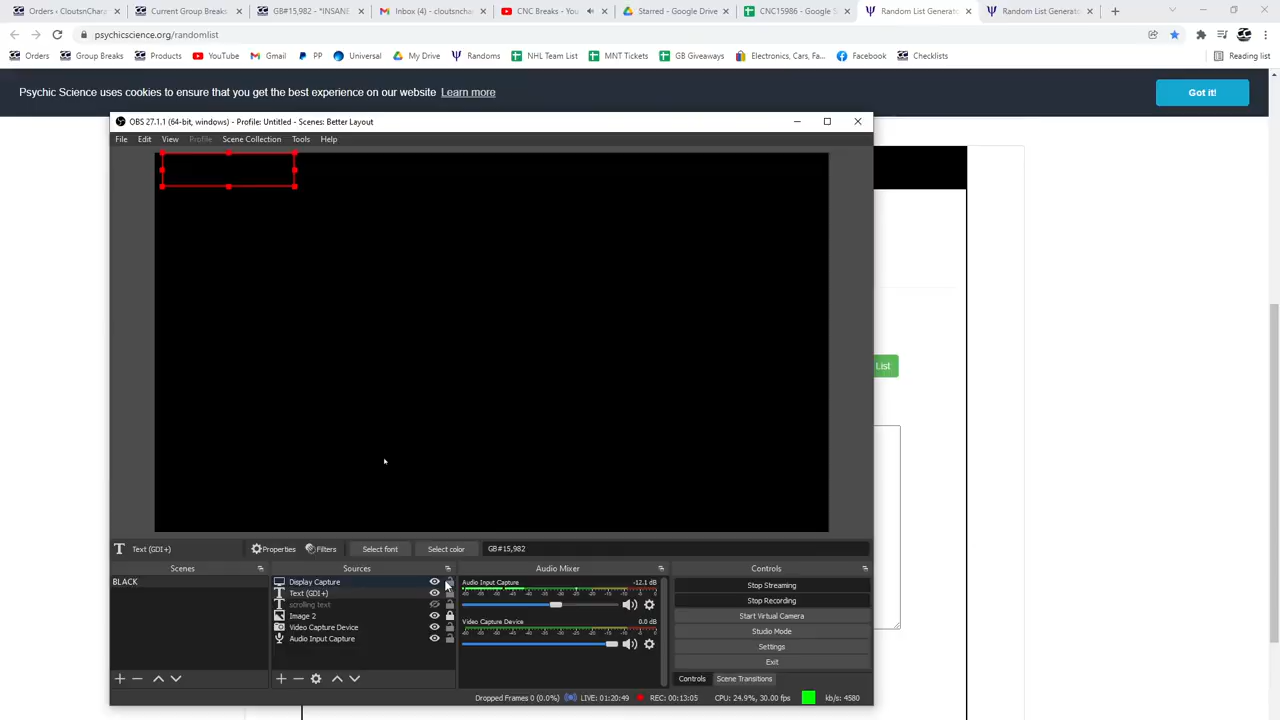 Orders - CloutsnChara
Current Group Breaks
GB#15,982 - *INSANE
Inbox (4) - cloutsnchar
CNC Breaks - You
Starred - Google Drive
CNC15986 - Google S
Random List Generato
Random List Generato
psychicscience.org/randomlist
Orders
Group Breaks
Products
YouTube
Gmail
PP
Universal
My Drive
Randoms
NHL Team List
MNT Tickets
GB Giveaways
Electronics, Cars, Fa...
Facebook
Checklists
Reading list
Psychic Science uses cookies to ensure that you get the best experience on our website Learn more
Got it!
OBS 27.1.1 (64-bit, windows) - Profile: Untitled - Scenes: Better Layout
File Edit View Profile Scene Collection Tools Help
List
Text (GDI+)
Properties
Filters
Select font
Select color
GB#15,982
Scenes
BLACK
Sources
Display Capture
Text (GDI+)
scrolling text
Image 2
Video Capture Device
Audio Input Capture
Audio Mixer
Audio Input Capture -12.1 dB
Video Capture Device 0.0 dB
Controls
Stop Streaming
Stop Recording
Start Virtual Camera
Studio Mode
Settings
Exit
Controls
Scene Transitions
Dropped Frames 0 (0.0%)
LIVE: 01:20:49
REC: 00:13:05
CPU: 24.9%, 30.00 fps
kb/s: 4580